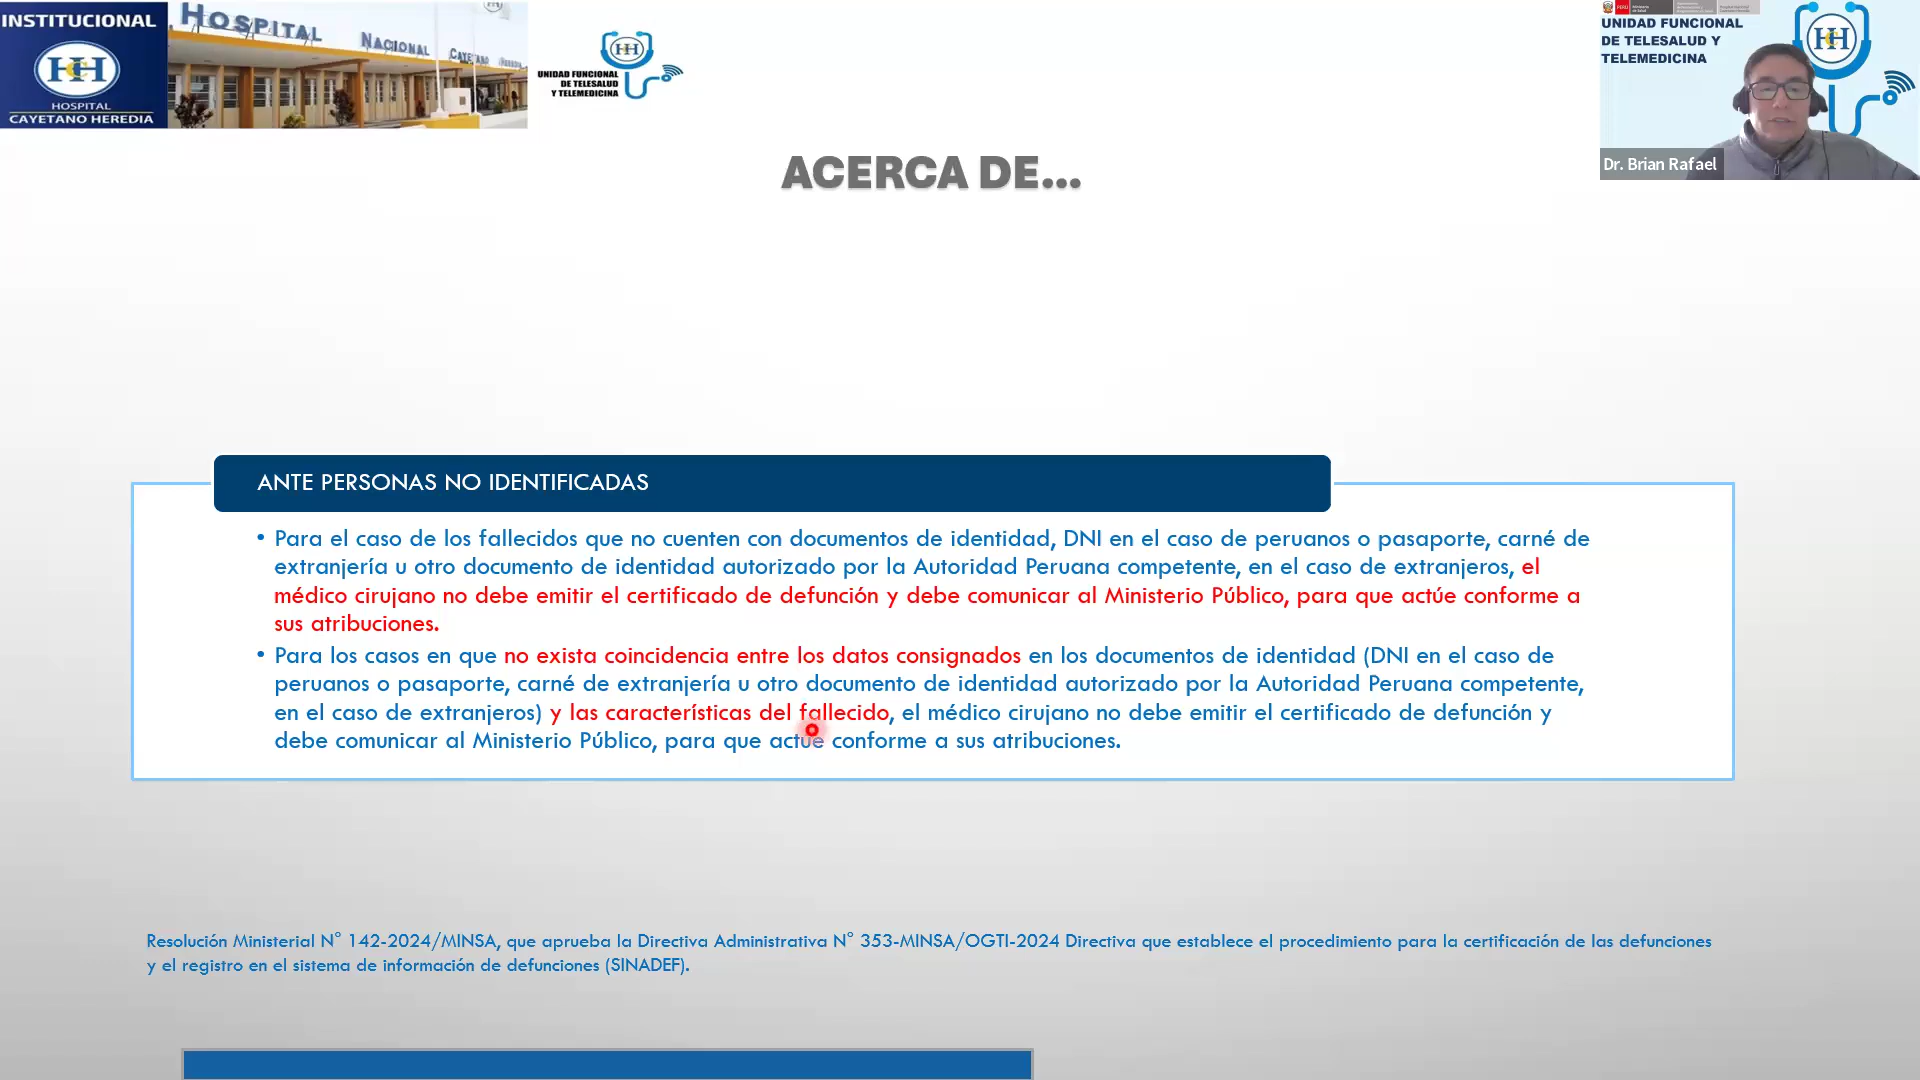 INSTITUCIONAL
HCH
HOSPITAL
CAYETANO HEREDIA
HOSPITAL NACIONAL CAYETANO HEREDIA
HCH
UNIDAD FUNCIONAL
DE TELESALUD
Y TELEMEDICINA
PERÚ
UNIDAD FUNCIONAL
DE TELESALUD Y
TELEMEDICINA
HCH
Dr. Brian Rafael
ACERCA DE...
ANTE PERSONAS NO IDENTIFICADAS
• Para el caso de los fallecidos que no cuenten con documentos de identidad, DNI en el caso de peruanos o pasaporte, carné de
extranjería u otro documento de identidad autorizado por la Autoridad Peruana competente, en el caso de extranjeros, el
médico cirujano no debe emitir el certificado de defunción y debe comunicar al Ministerio Público, para que actúe conforme a
sus atribuciones.
• Para los casos en que no exista coincidencia entre los datos consignados en los documentos de identidad (DNI en el caso de
peruanos o pasaporte, carné de extranjería u otro documento de identidad autorizado por la Autoridad Peruana competente,
en el caso de extranjeros) y las características del fallecido, el médico cirujano no debe emitir el certificado de defunción y
debe comunicar al Ministerio Público, para que actúe conforme a sus atribuciones.
Resolución Ministerial N° 142-2024/MINSA, que aprueba la Directiva Administrativa N° 353-MINSA/OGTI-2024 Directiva que establece el procedimiento para la certificación de las defunciones
y el registro en el sistema de información de defunciones (SINADEF).